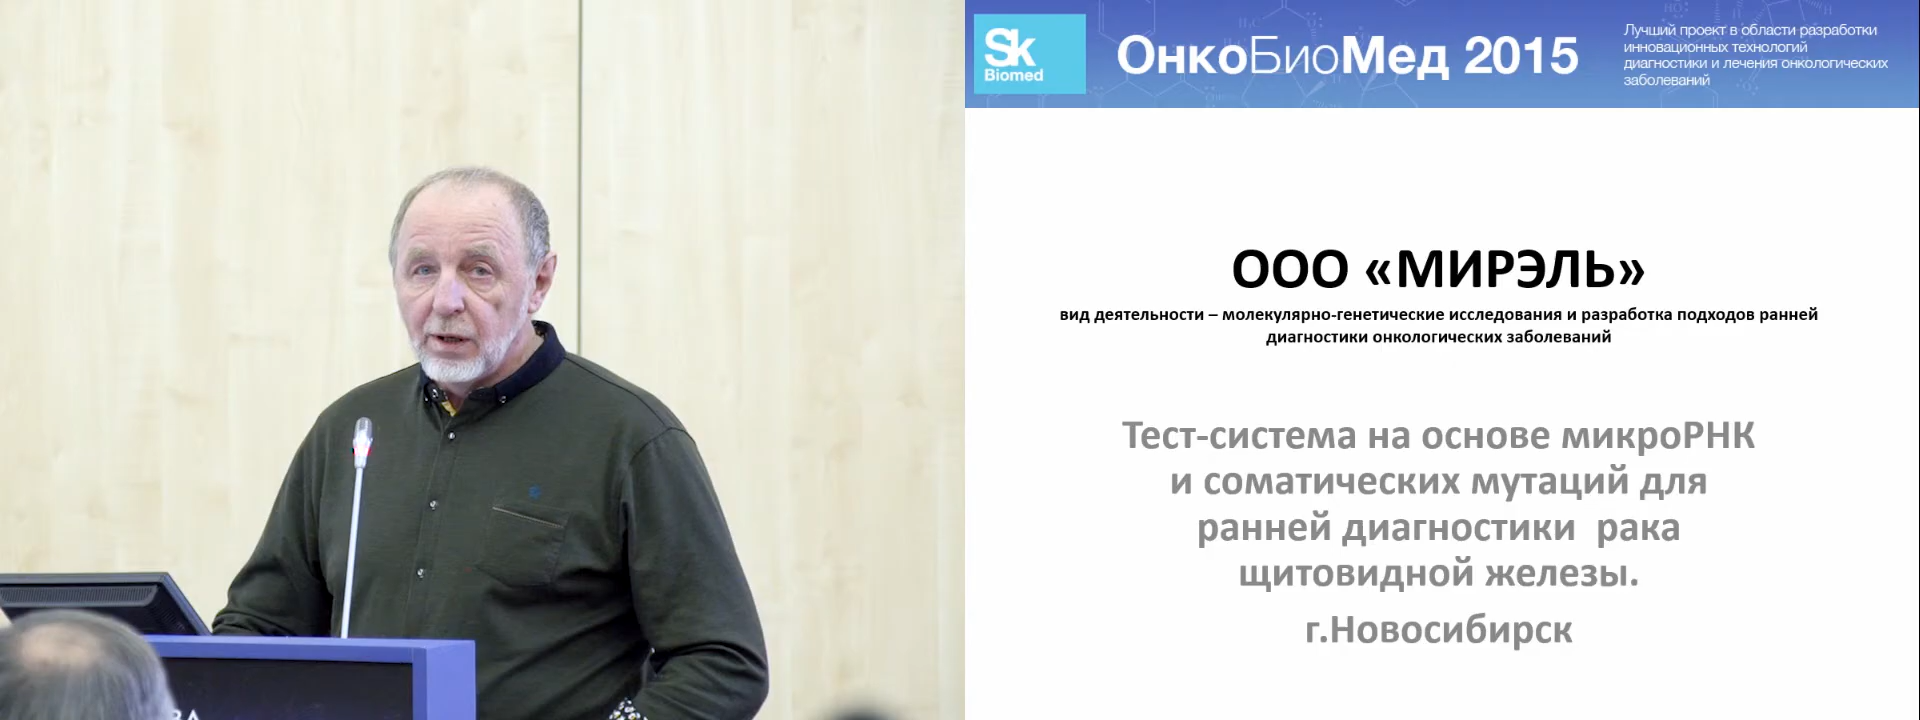 Sk
Biomed
ОнкоБиоМед 2015
Лучший проект в области разработки
инновационных технологий
диагностики и лечения онкологических
заболеваний
ООО «МИРЭЛЬ»
вид деятельности – молекулярно-генетические исследования и разработка подходов ранней
диагностики онкологических заболеваний
Тест-система на основе микроРНК
и соматических мутаций для
ранней диагностики рака
щитовидной железы.
г.Новосибирск